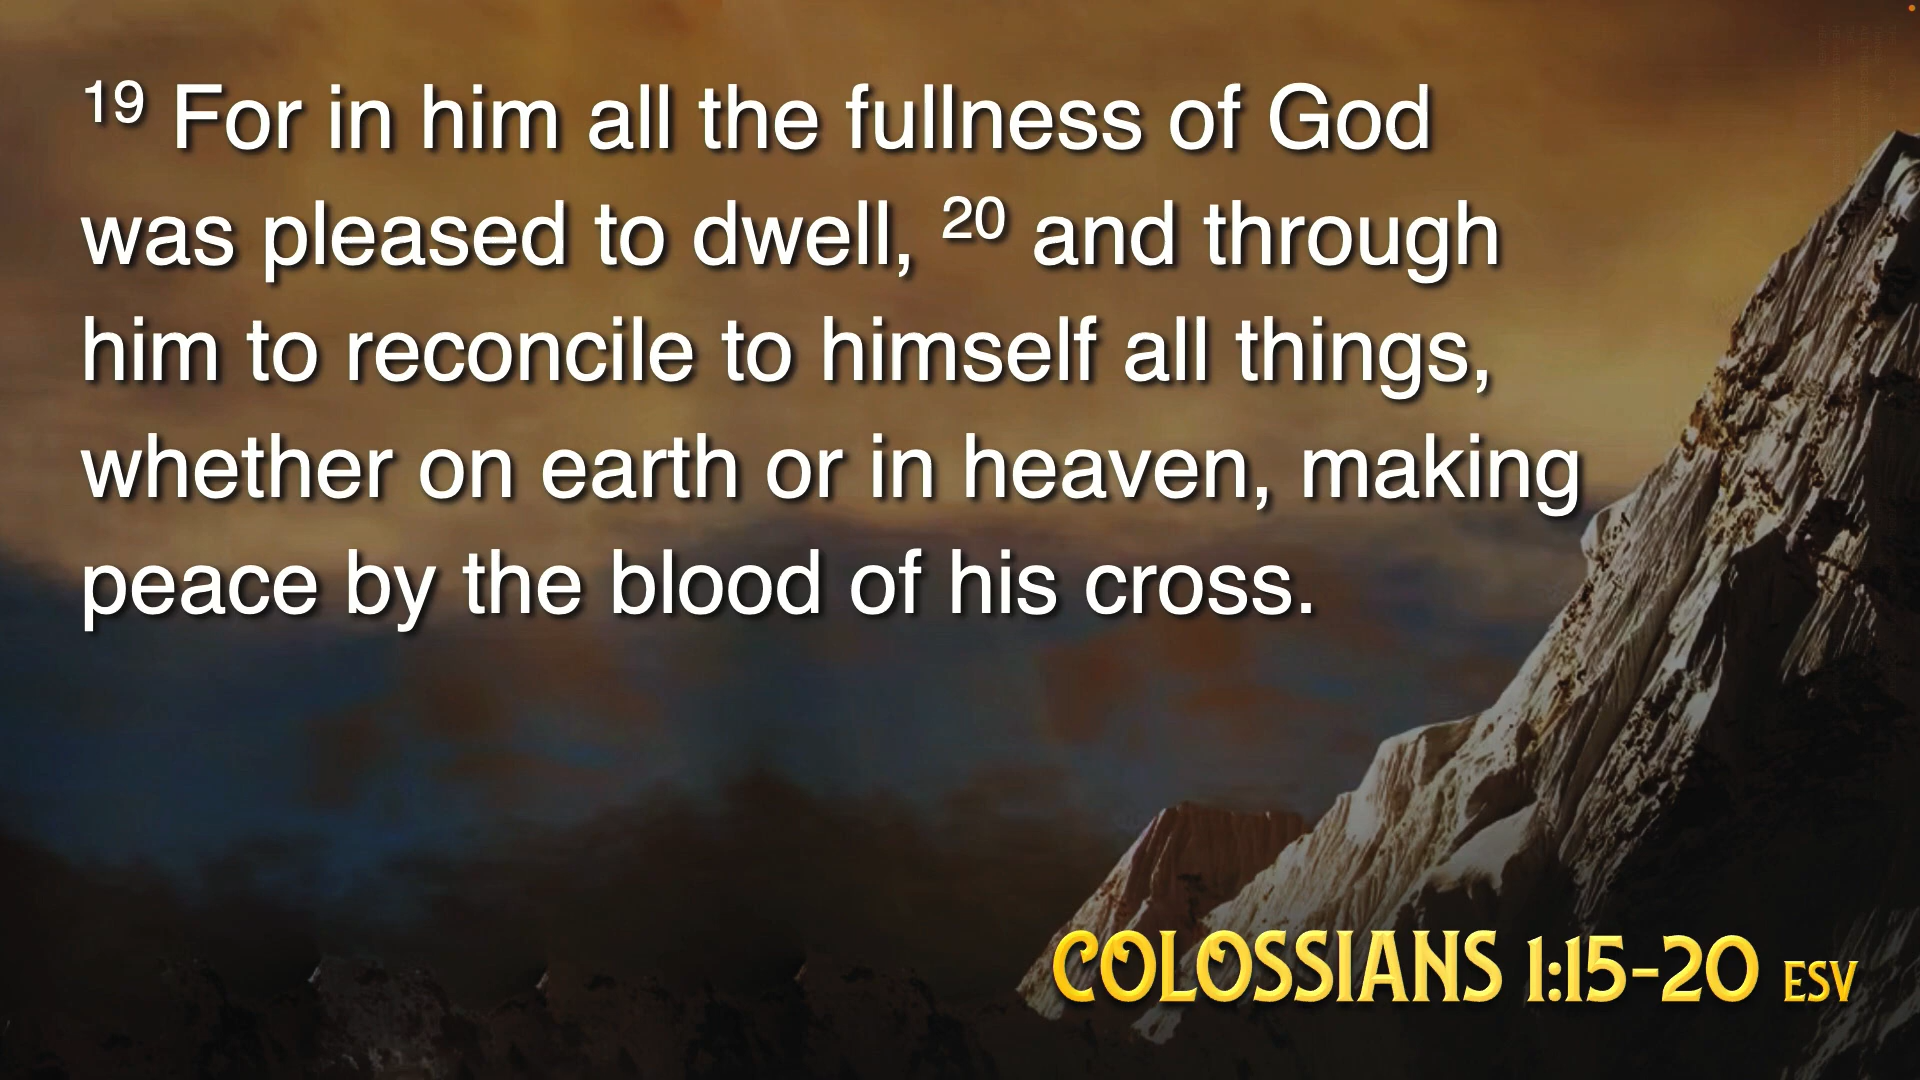 19 For in him all the fullness of God
was pleased to dwell, 20 and through
him to reconcile to himself all things,
whether on earth or in heaven, making
peace by the blood of his cross.
COLOSSIANS 1:15-20 ESV